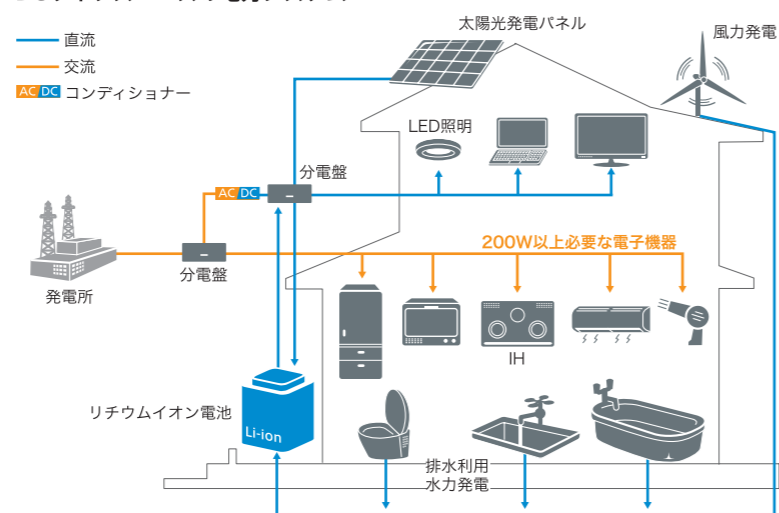 直流
交流
AC DC コンディショナー
太陽光発電パネル
風力発電
LED照明
分電盤
AC DC
200W以上必要な電子機器
分電盤
発電所
IH
リチウムイオン電池
Li-ion
排水利用
水力発電